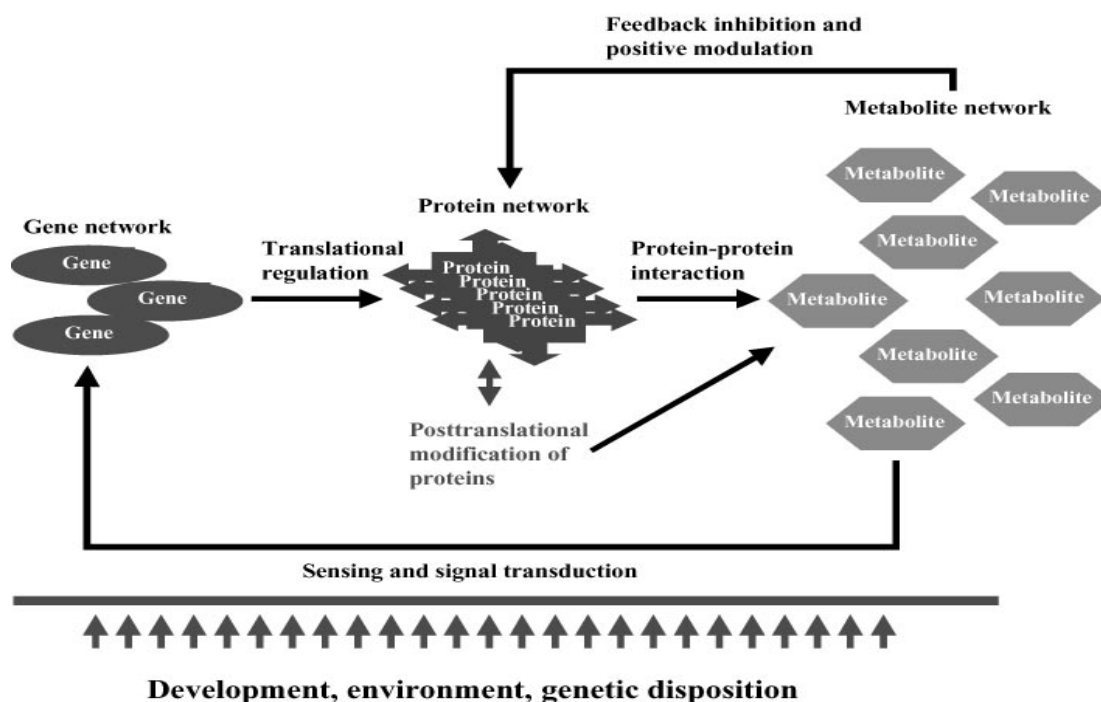 Feedback inhibition and
positive modulation
Metabolite network
Metabolite
Metabolite
Protein network
Gene network
Metabolite
Gene
Translational
regulation
Protein
Protein
Protein
Protein
Protein
Protein-protein
interaction
Gene
Metabolite
Metabolite
Gene
Metabolite
Metabolite
Metabolite
Posttranslational
modification of
proteins
Sensing and signal transduction
Development, environment, genetic disposition